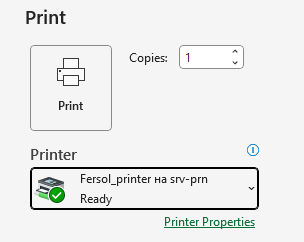 Print
Print
Copies: 1
Printer
Fersol_printer на srv-prn
Ready
Printer Properties